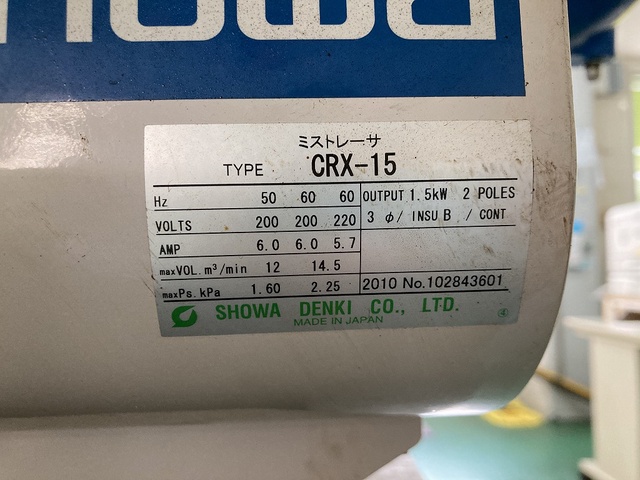 nowa
ミストレーサ
TYPE CRX-15
Hz 50 60 60 OUTPUT 1.5kW 2 POLES
VOLTS 200 200 220 3 φ/ INSU B / CONT
AMP 6.0 6.0 5.7
maxVOL.m³/min 12 14.5
maxPs.kPa 1.60 2.25 2010 No.102843601
SHOWA DENKI CO., LTD.
MADE IN JAPAN
④